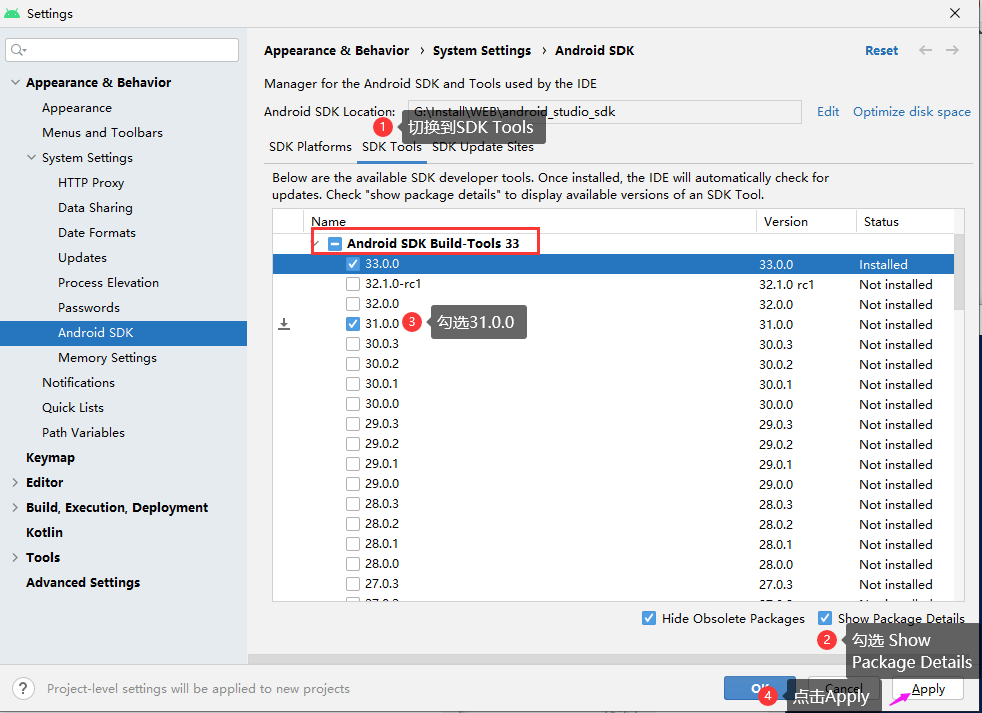 Settings
Appearance & Behavior
Appearance
Menus and Toolbars
System Settings
HTTP Proxy
Data Sharing
Date Formats
Updates
Process Elevation
Passwords
Android SDK
Memory Settings
Notifications
Quick Lists
Path Variables
Keymap
Editor
Build, Execution, Deployment
Kotlin
Tools
Advanced Settings
Appearance & Behavior › System Settings › Android SDK
Reset
Manager for the Android SDK and Tools used by the IDE
Android SDK Location: G:\Install\WEB\android_studio_sdk Edit Optimize disk space
1 切换到SDK Tools
SDK Platforms SDK Tools SDK Update Sites
Below are the available SDK developer tools. Once installed, the IDE will automatically check for
updates. Check "show package details" to display available versions of an SDK Tool.
Name Version Status
Android SDK Build-Tools 33
33.0.0 33.0.0 Installed
32.1.0-rc1 32.1.0 rc1 Not installed
32.0.0 32.0.0 Not installed
31.0.0 3 勾选31.0.0 31.0.0 Not installed
30.0.3 30.0.3 Not installed
30.0.2 30.0.2 Not installed
30.0.1 30.0.1 Not installed
30.0.0 30.0.0 Not installed
29.0.3 29.0.3 Not installed
29.0.2 29.0.2 Not installed
29.0.1 29.0.1 Not installed
29.0.0 29.0.0 Not installed
28.0.3 28.0.3 Not installed
28.0.2 28.0.2 Not installed
28.0.1 28.0.1 Not installed
28.0.0 28.0.0 Not installed
27.0.3 27.0.3 Not installed
Hide Obsolete Packages Show Package Details
2 勾选 Show
Package Details
? Project-level settings will be applied to new projects
OK Cancel Apply
4 点击Apply